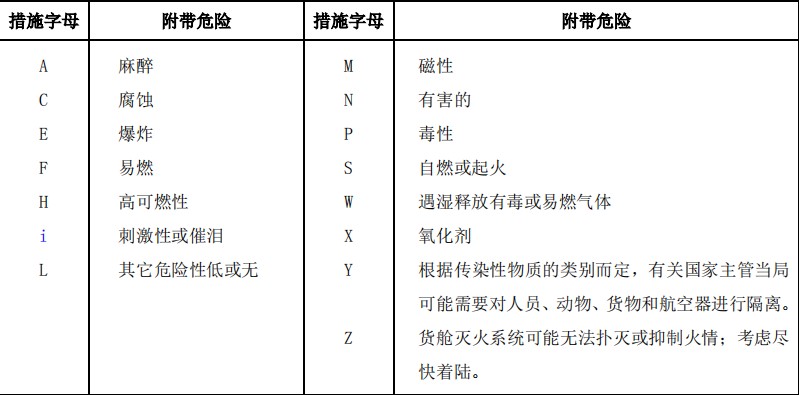 措施字母 附带危险 措施字母 附带危险
A 麻醉 M 磁性
C 腐蚀 N 有害的
E 爆炸 P 毒性
F 易燃 S 自燃或起火
H 高可燃性 W 遇湿释放有毒或易燃气体
i 刺激性或催泪 X 氧化剂
L 其它危险性低或无 Y 根据传染性物质的类别而定，有关国家主管当局
可能需要对人员、动物、货物和航空器进行隔离。
Z 货舱灭火系统可能无法扑灭或抑制火情；考虑尽
快着陆。